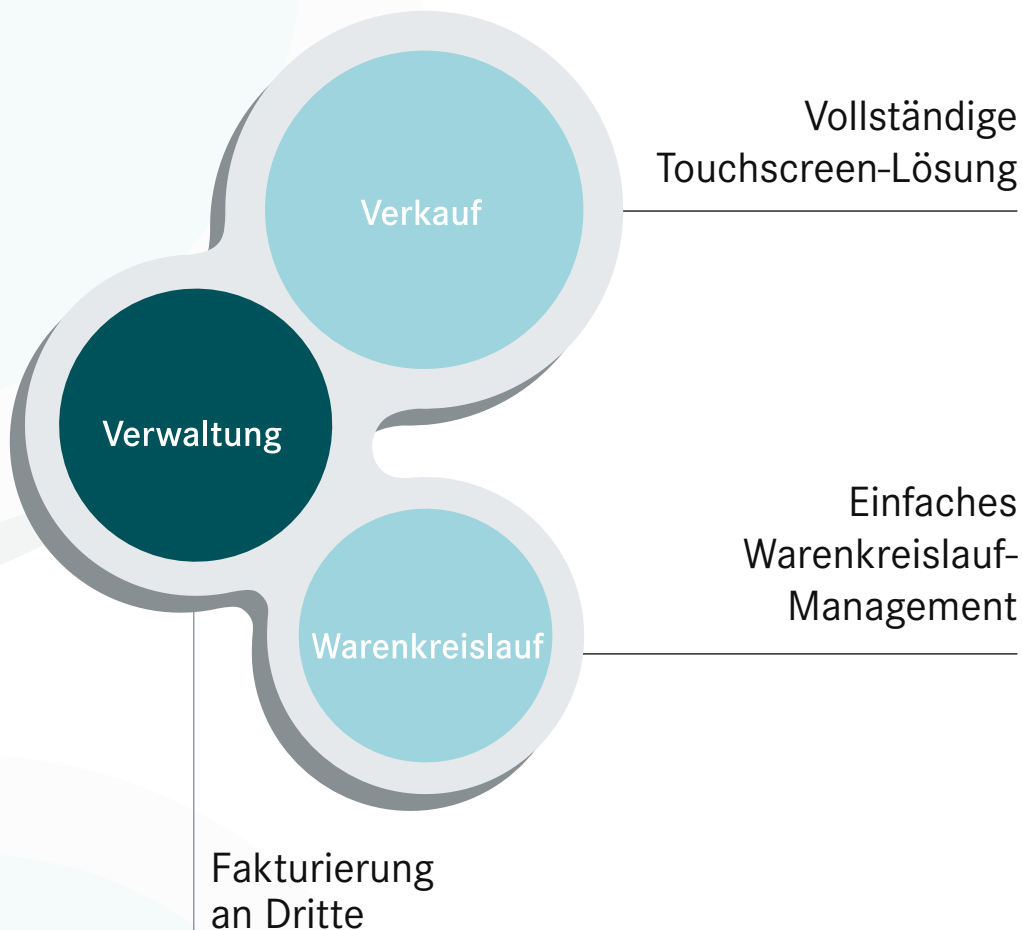 Vollständige
Touchscreen-Lösung
Verkauf
Verwaltung
Einfaches
Warenkreislauf-
Management
Warenkreislauf
Fakturierung
an Dritte